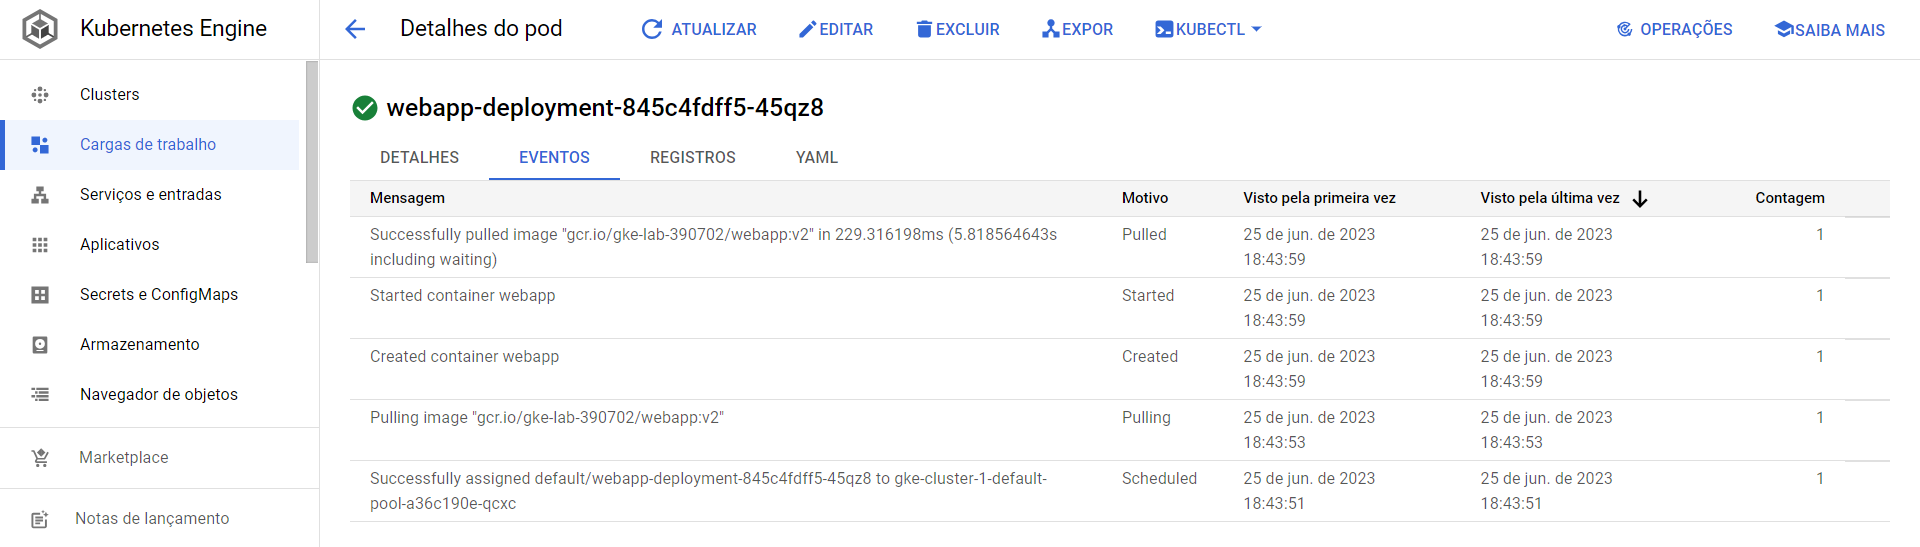 Kubernetes Engine
Detalhes do pod
ATUALIZAR
EDITAR
EXCLUIR
EXPOR
KUBECTL
OPERAÇÕES
SAIBA MAIS
Clusters
Cargas de trabalho
Serviços e entradas
Aplicativos
Secrets e ConfigMaps
Armazenamento
Navegador de objetos
Marketplace
Notas de lançamento
webapp-deployment-845c4fdff5-45qz8
DETALHES
EVENTOS
REGISTROS
YAML
Mensagem
Motivo
Visto pela primeira vez
Visto pela última vez
Contagem
Successfully pulled image "gcr.io/gke-lab-390702/webapp:v2" in 229.316198ms (5.818564643s
including waiting)
Pulled
25 de jun. de 2023
18:43:59
25 de jun. de 2023
18:43:59
1
Started container webapp
Started
25 de jun. de 2023
18:43:59
25 de jun. de 2023
18:43:59
1
Created container webapp
Created
25 de jun. de 2023
18:43:59
25 de jun. de 2023
18:43:59
1
Pulling image "gcr.io/gke-lab-390702/webapp:v2"
Pulling
25 de jun. de 2023
18:43:53
25 de jun. de 2023
18:43:53
1
Successfully assigned default/webapp-deployment-845c4fdff5-45qz8 to gke-cluster-1-default-
pool-a36c190e-qcxc
Scheduled
25 de jun. de 2023
18:43:51
25 de jun. de 2023
18:43:51
1